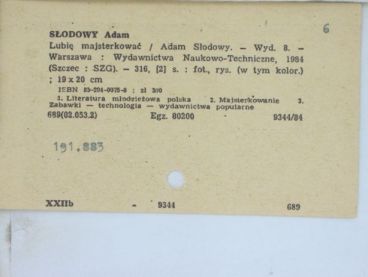 6
SŁODOWY Adam
Lubię majsterkować / Adam Słodowy. – Wyd. 8. –
Warszawa : Wydawnictwa Naukowo-Techniczne, 1984
(Szczec : SZG). – 316, [2] s. : fot., rys. (w tym kolor.)
; 19 x 20 cm
ISBN 83-204-0075-8 : zł 300
1. Literatura młodzieżowa polska 2. Majsterkowanie 3.
Zabawki — technologia — wydawnictwa popularne
689(02.053.2) Egz. 80200 9344/84
191.883
XXIIb - 9344 689